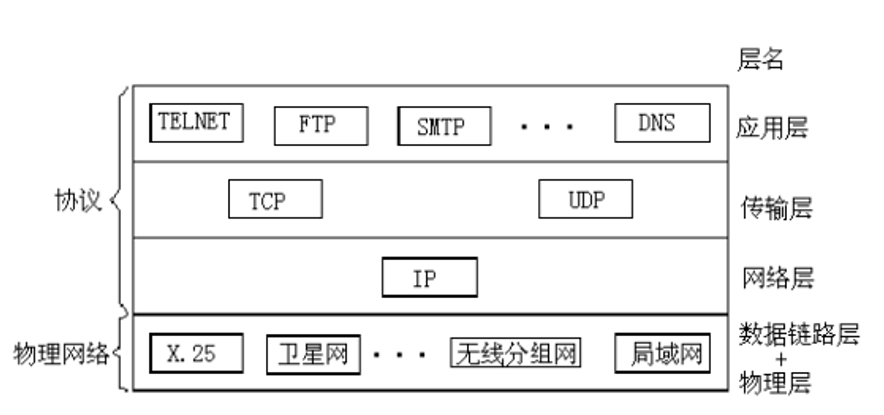 层名
TELNET FTP SMTP ··· DNS 应用层
协议 TCP UDP 传输层
IP 网络层
物理网络 X.25 卫星网 ··· 无线分组网 局域网 数据链路层
+
物理层